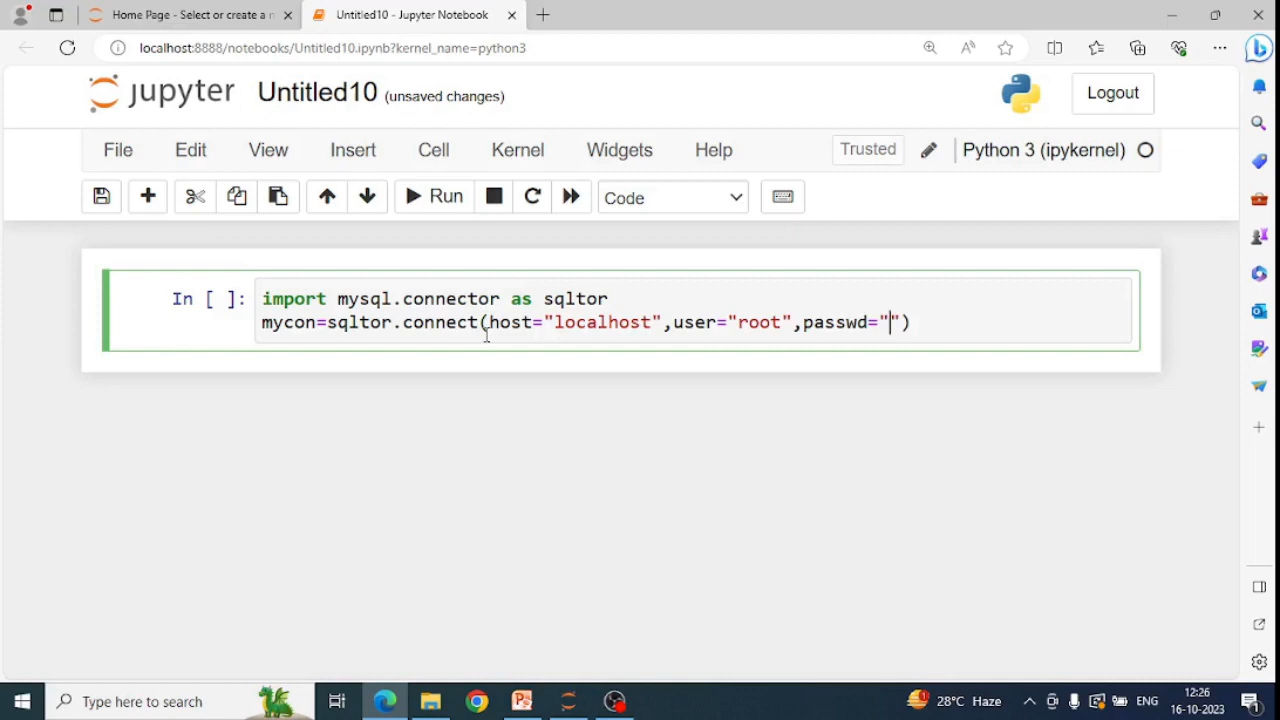 Home Page - Select or create a n
Untitled10 - Jupyter Notebook
localhost:8888/notebooks/Untitled10.ipynb?kernel_name=python3
jupyter Untitled10 (unsaved changes)
Logout
File Edit View Insert Cell Kernel Widgets Help
Trusted
Python 3 (ipykernel)
Run
Code
In [ ]: import mysql.connector as sqltor
mycon=sqltor.connect(host="localhost",user="root",passwd="")
Type here to search
28°C Haze
ENG
12:26
16-10-2023